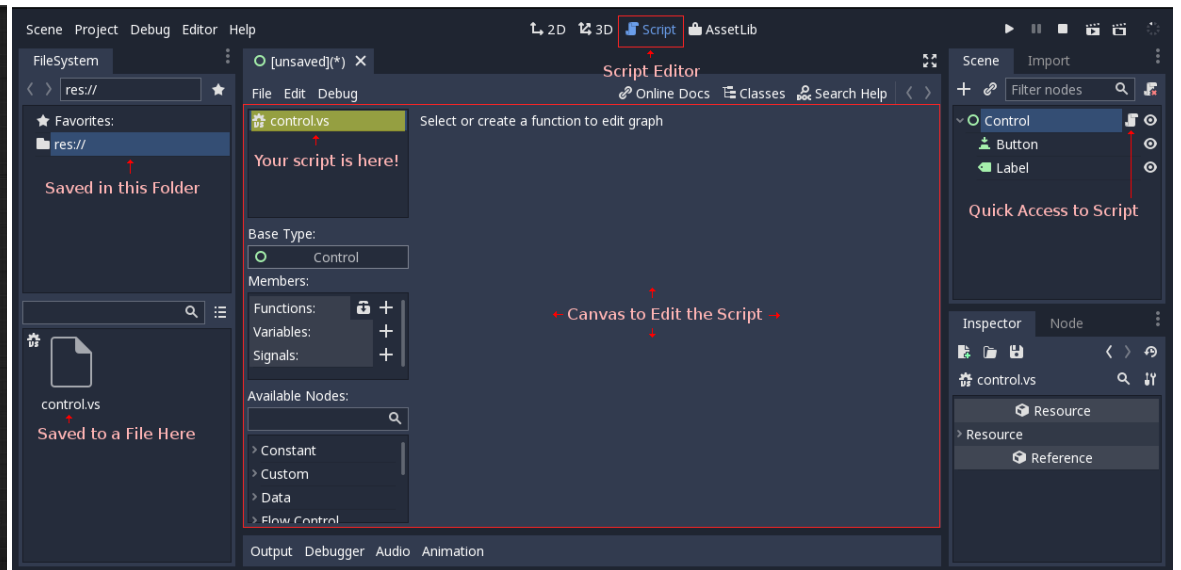 Scene Project Debug Editor Help
2D 3D Script AssetLib
FileSystem
res://
Favorites:
res://
Saved in this Folder
control.vs
Saved to a File Here
[unsaved](*)
Script Editor
File Edit Debug
Online Docs Classes Search Help
control.vs
Your script is here!
Select or create a function to edit graph
Base Type:
Control
Members:
Functions:
Variables:
Signals:
Canvas to Edit the Script
Available Nodes:
Constant
Custom
Data
Flow Control
Output Debugger Audio Animation
Scene Import
Filter nodes
Control
Button
Label
Quick Access to Script
Inspector Node
control.vs
Resource
Resource
Reference